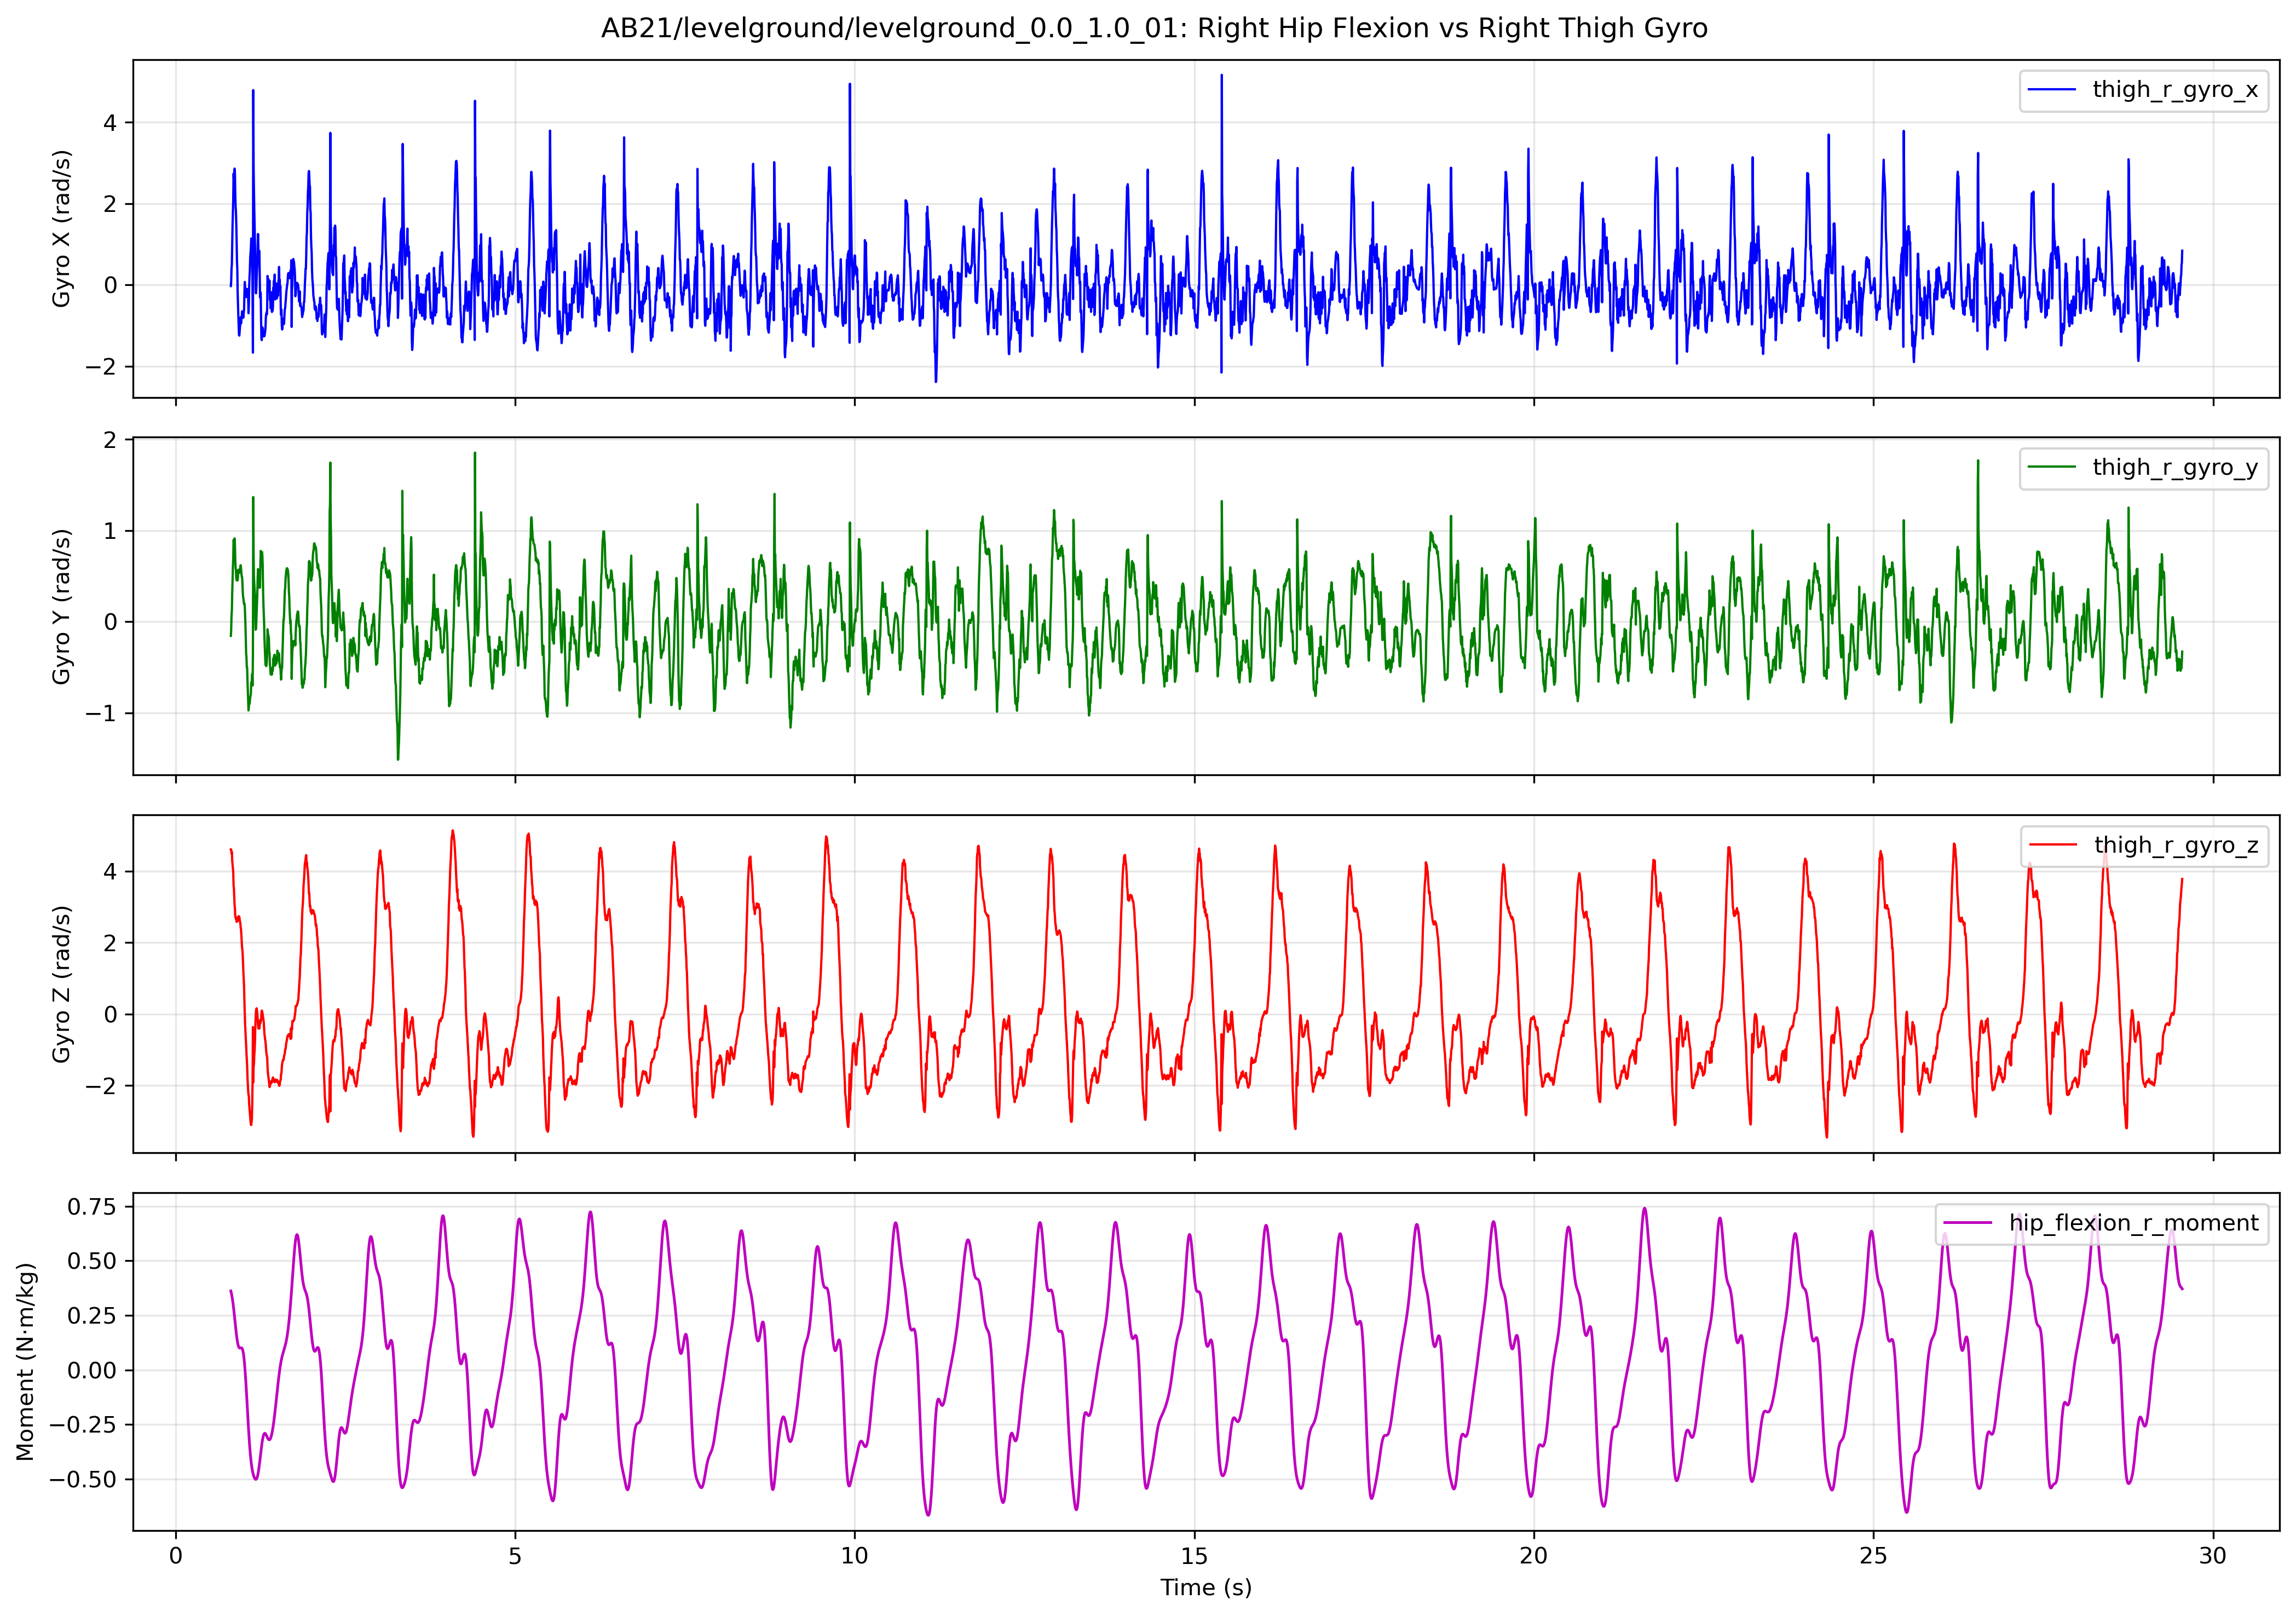 AB21/levelground/levelground_0.0_1.0_01: Right Hip Flexion vs Right Thigh Gyro
Gyro X (rad/s)
4
2
0
−2
thigh_r_gyro_x
Gyro Y (rad/s)
2
1
0
−1
thigh_r_gyro_y
Gyro Z (rad/s)
4
2
0
−2
thigh_r_gyro_z
Moment (N·m/kg)
0.75
0.50
0.25
0.00
−0.25
−0.50
hip_flexion_r_moment
0 5 10 15 20 25 30
Time (s)